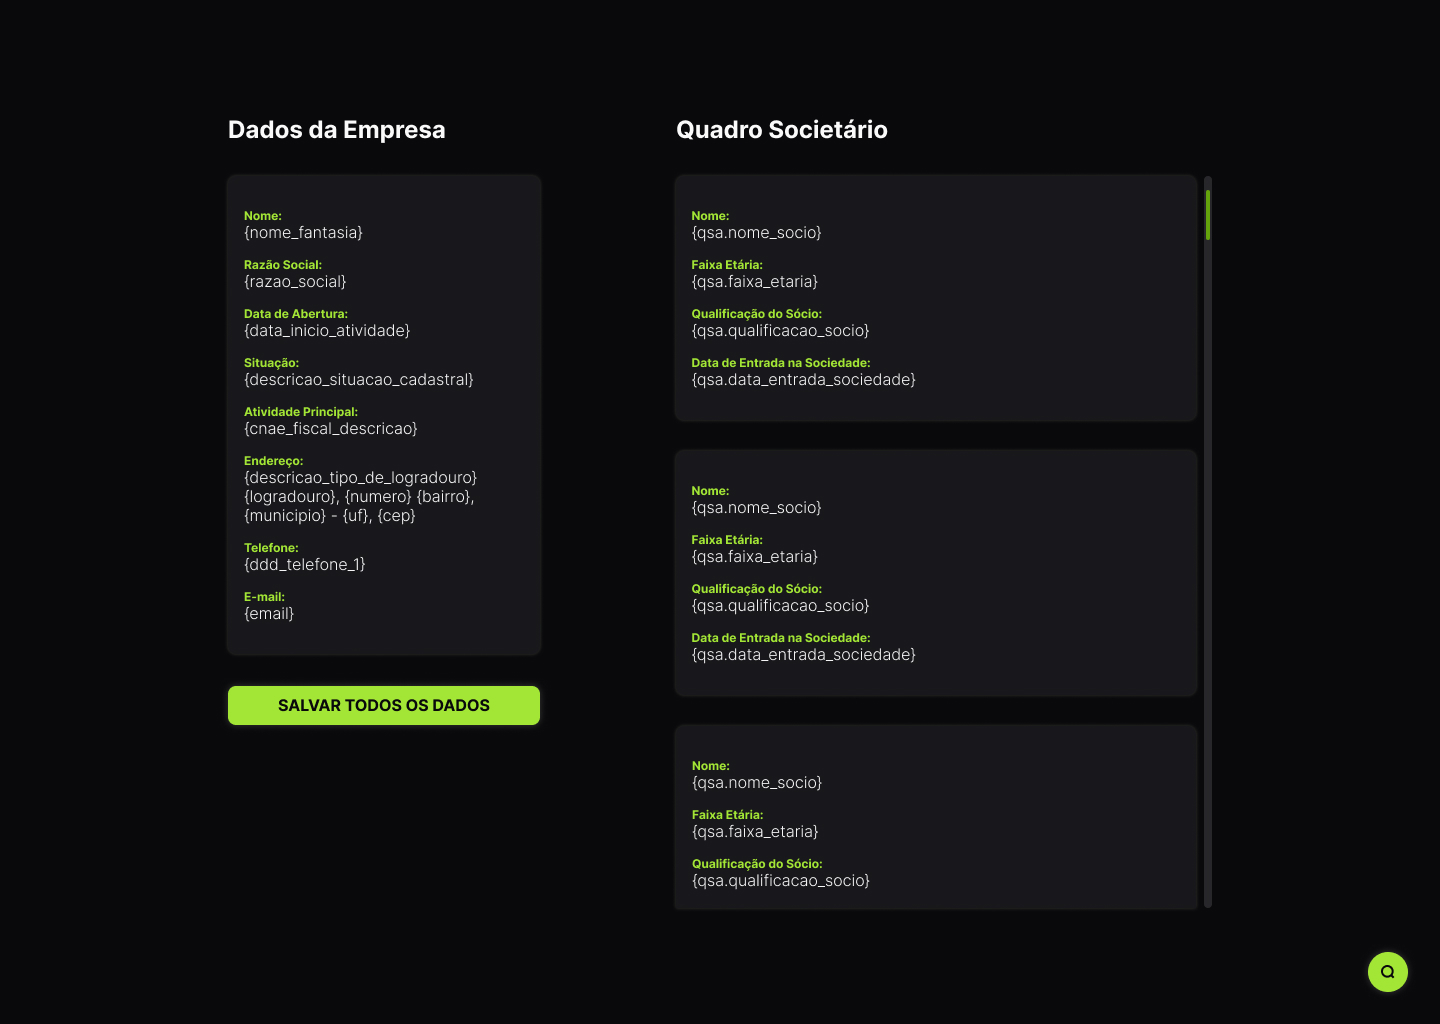 Dados da Empresa
Nome:
{nome_fantasia}
Razão Social:
{razao_social}
Data de Abertura:
{data_inicio_atividade}
Situação:
{descricao_situacao_cadastral}
Atividade Principal:
{cnae_fiscal_descricao}
Endereço:
{descricao_tipo_de_logradouro}
{logradouro}, {numero} {bairro},
{municipio} - {uf}, {cep}
Telefone:
{ddd_telefone_1}
E-mail:
{email}
SALVAR TODOS OS DADOS
Quadro Societário
Nome:
{qsa.nome_socio}
Faixa Etária:
{qsa.faixa_etaria}
Qualificação do Sócio:
{qsa.qualificacao_socio}
Data de Entrada na Sociedade:
{qsa.data_entrada_sociedade}
Nome:
{qsa.nome_socio}
Faixa Etária:
{qsa.faixa_etaria}
Qualificação do Sócio:
{qsa.qualificacao_socio}
Data de Entrada na Sociedade:
{qsa.data_entrada_sociedade}
Nome:
{qsa.nome_socio}
Faixa Etária:
{qsa.faixa_etaria}
Qualificação do Sócio:
{qsa.qualificacao_socio}